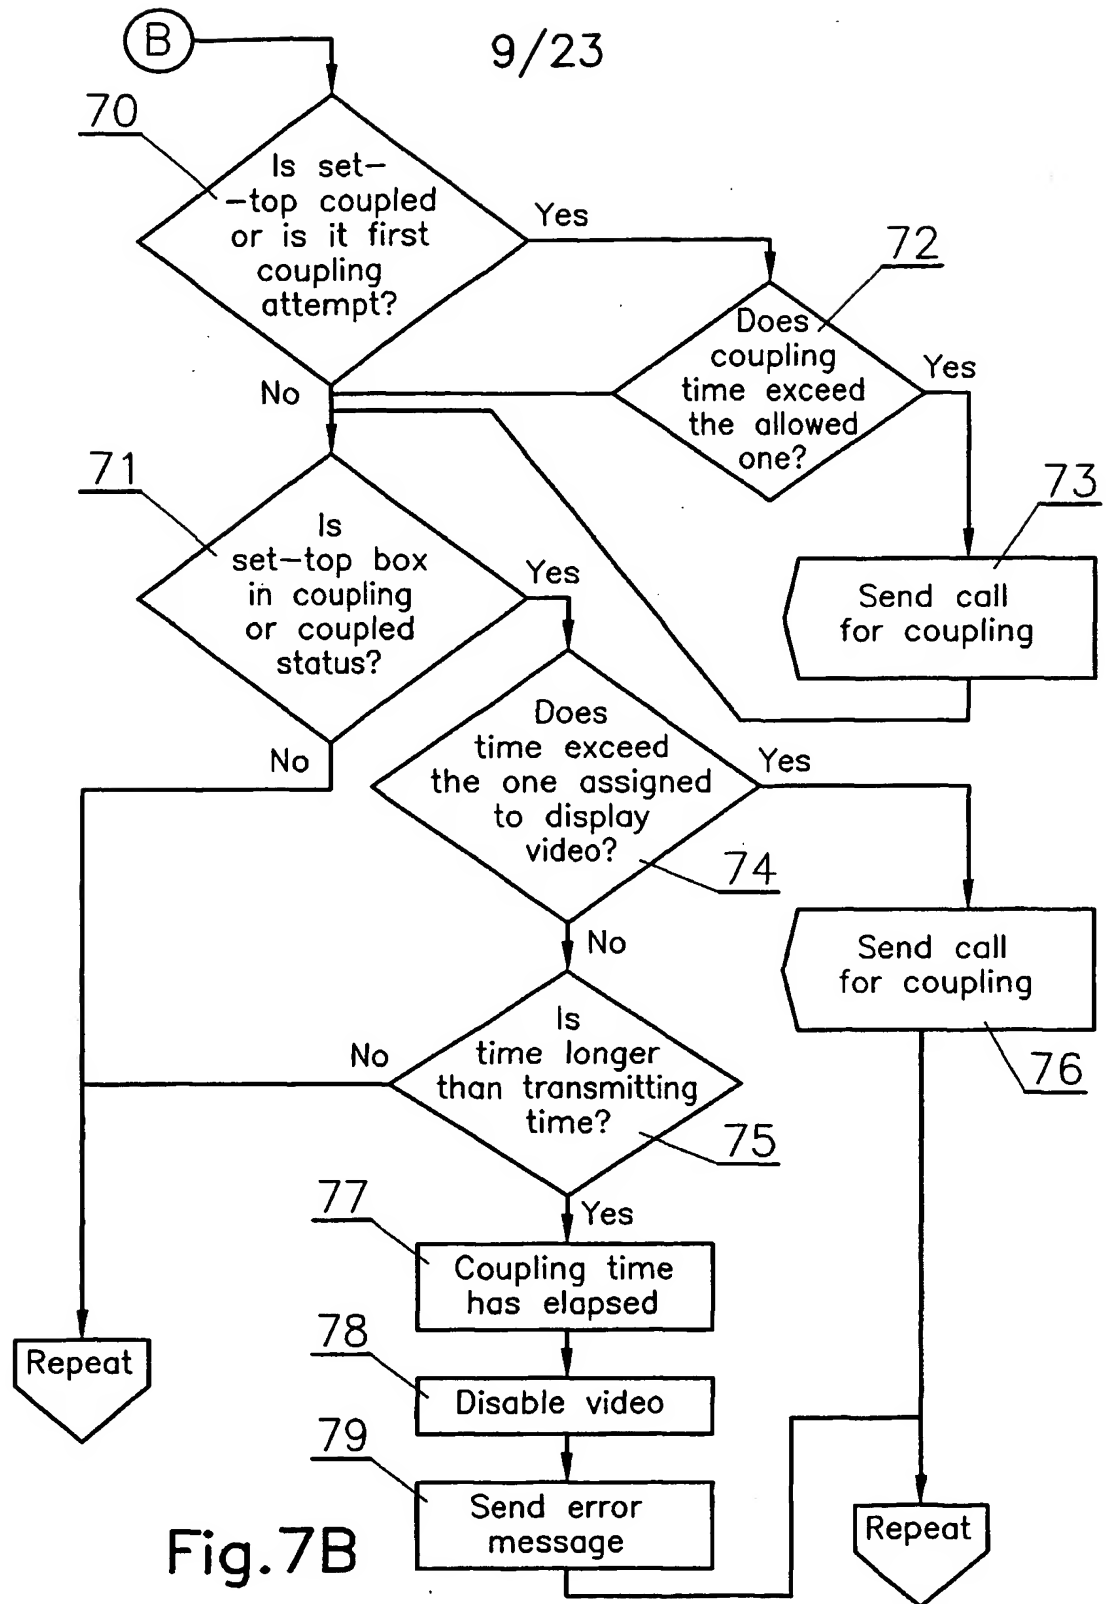 B
9/23
70
Is set-
-top coupled
or is it first
coupling
attempt?
Yes
No
72
Does
coupling
time exceed
the allowed
one?
Yes
73
Send call
for coupling
71
Is
set-top box
in coupling
or coupled
status?
Yes
No
Does
time exceed
the one assigned
to display
video?
Yes
74
No
Send call
for coupling
76
Is
time longer
than transmitting
time?
No
75
Yes
77
Coupling time
has elapsed
78
Disable video
79
Send error
message
Repeat
Repeat
Fig.7B